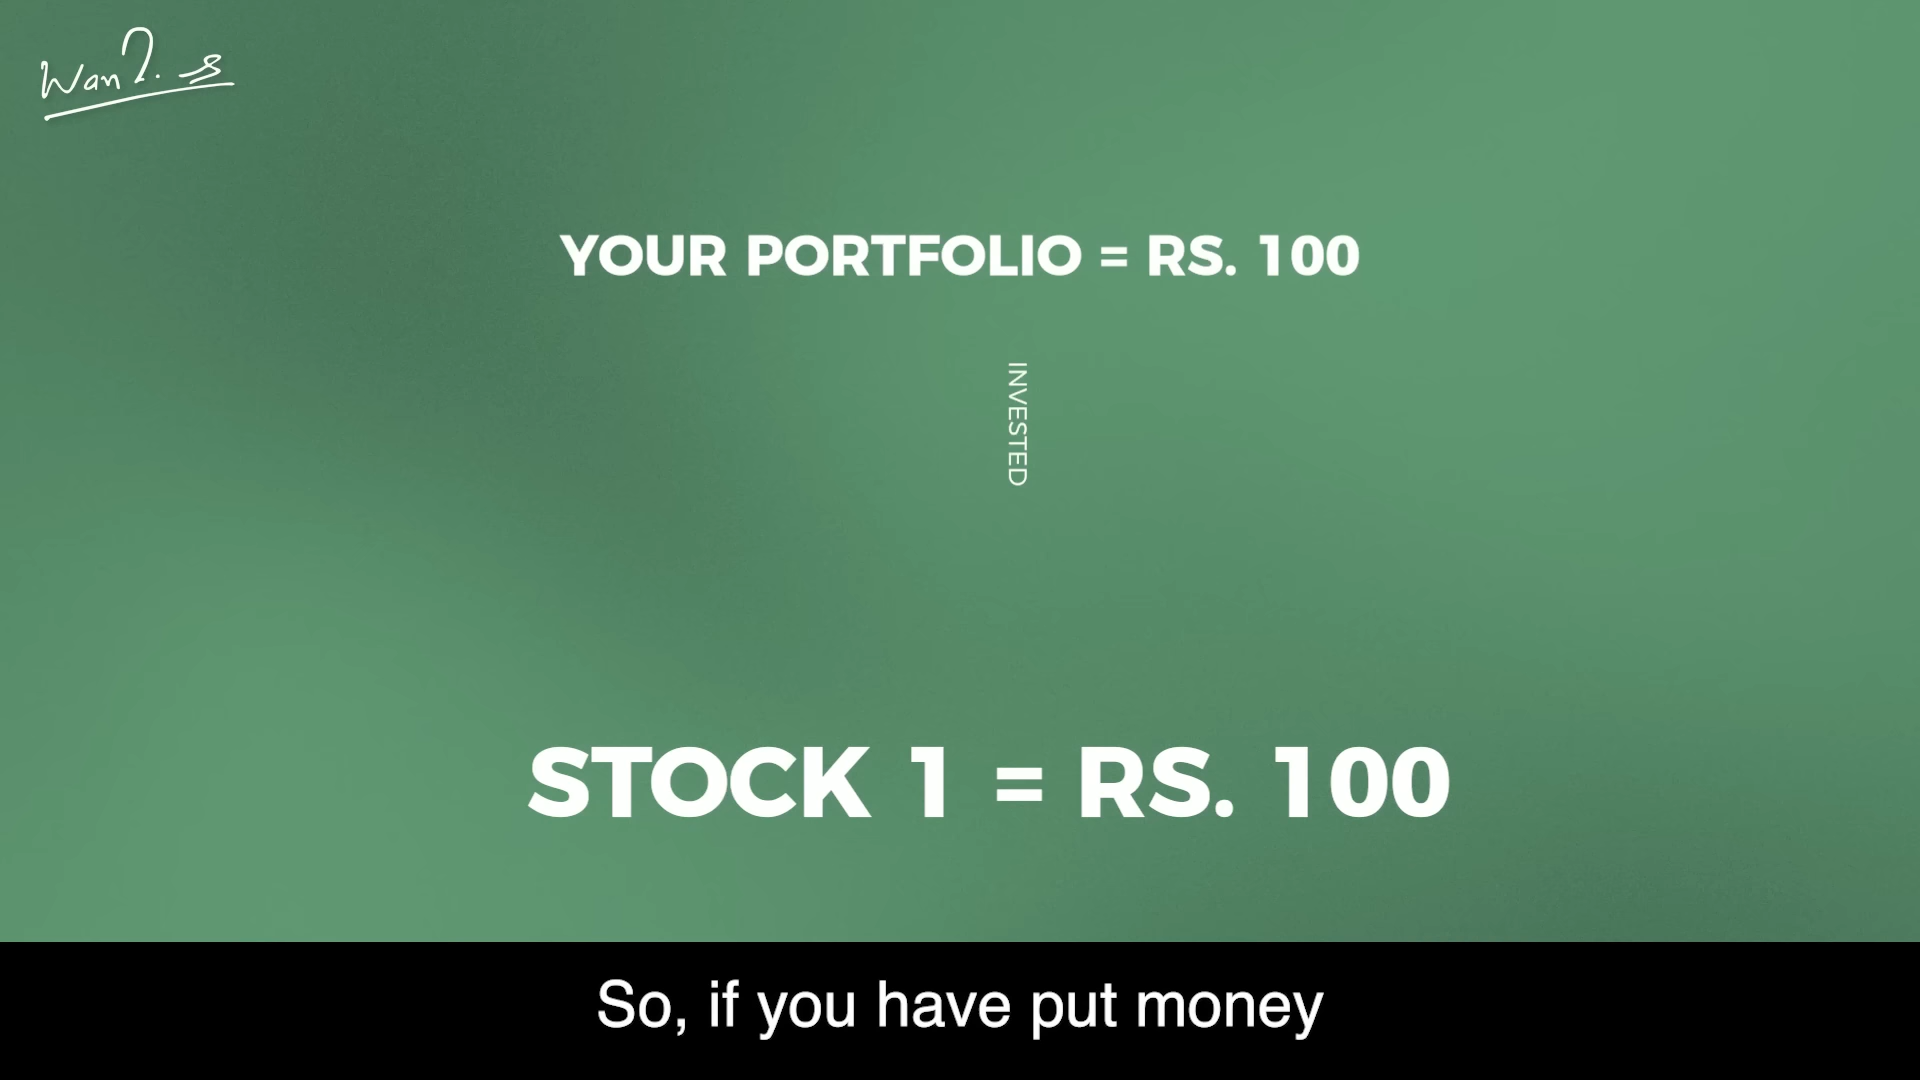 YOUR PORTFOLIO = RS. 100
INVESTED
STOCK 1 = RS. 100
So, if you have put money